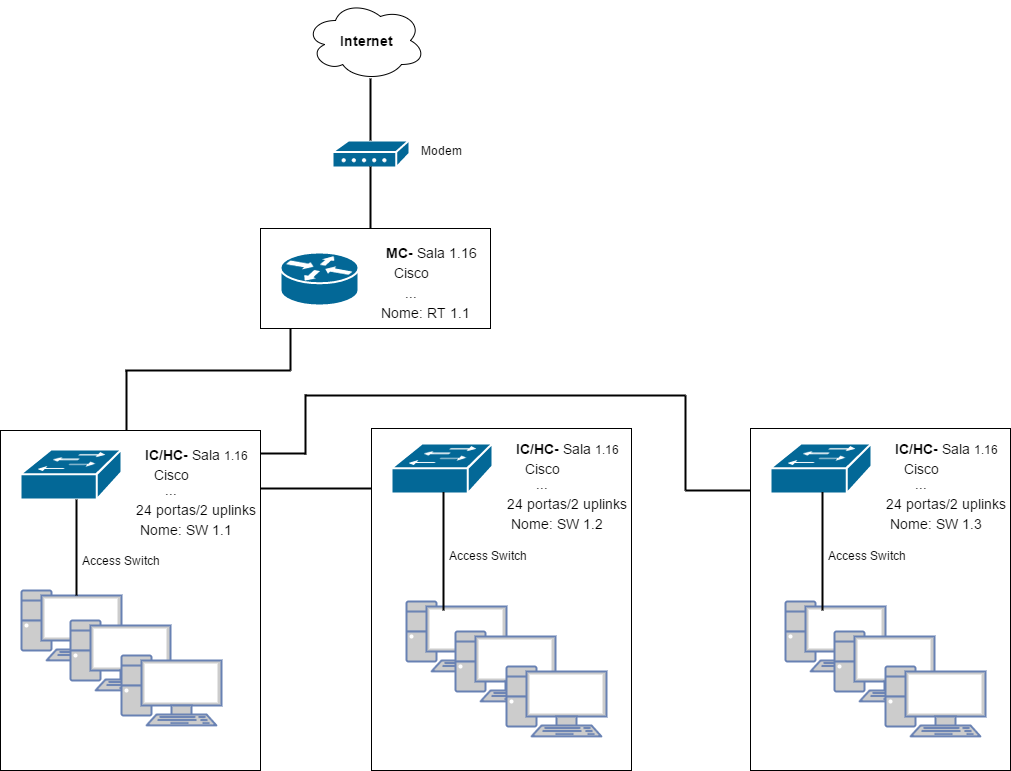 Internet
Modem
MC- Sala 1.16
Cisco
...
Nome: RT 1.1
IC/HC- Sala 1.16
Cisco
...
24 portas/2 uplinks
Nome: SW 1.1
Access Switch
IC/HC- Sala 1.16
Cisco
...
24 portas/2 uplinks
Nome: SW 1.2
Access Switch
IC/HC- Sala 1.16
Cisco
...
24 portas/2 uplinks
Nome: SW 1.3
Access Switch